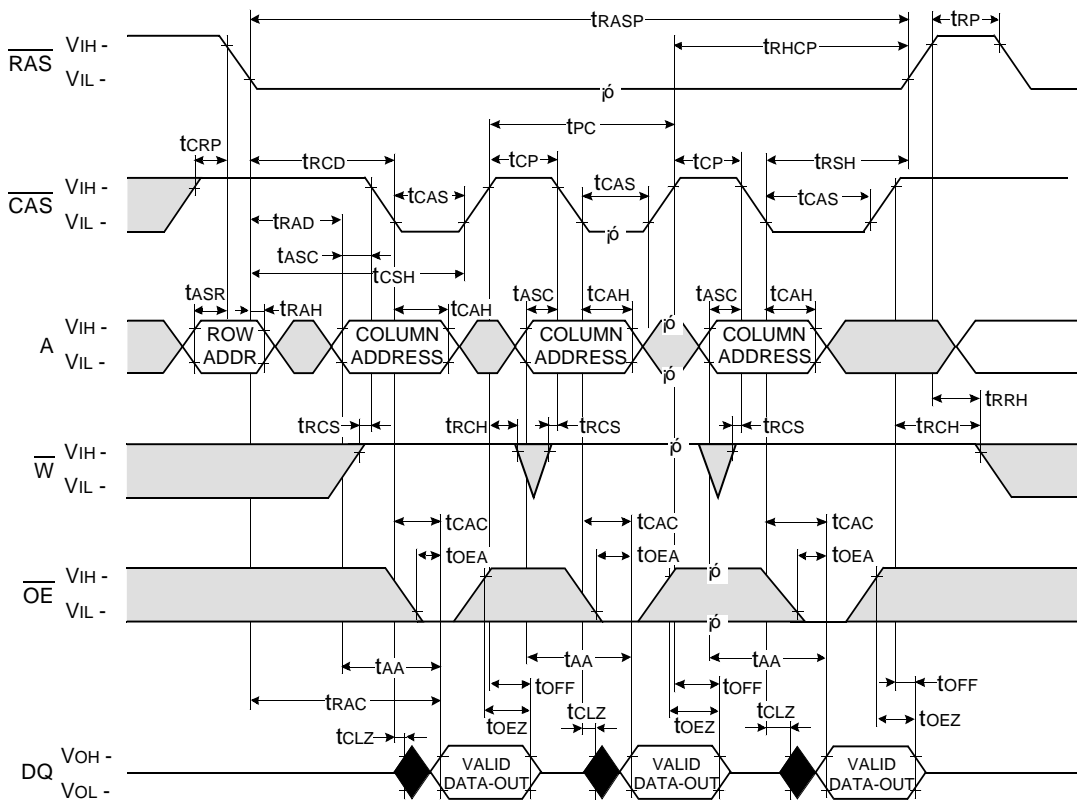 tRASP tRP
RAS VIH - tRHCP
VIL -
¡ó
tPC
tCRP tRCD tCP tCP tRSH
CAS VIH - tCAS tCAS tCAS
VIL - tRAD
¡ó
tASC tCSH
tASR tRAH tCAH tASC tCAH tASC tCAH
A VIH - ROW ADDR COLUMN ADDRESS COLUMN ADDRESS ¡ó COLUMN ADDRESS
VIL - ¡ó
tRRH
tRCS tRCH tRCS tRCS tRCH
W VIH - ¡ó
VIL -
tCAC tCAC tCAC
tOEA tOEA tOEA
OE VIH - ¡ó
VIL - ¡ó
tAA tAA tAA
tRAC tOFF tOFF tOFF
tCLZ tOEZ tCLZ tOEZ tCLZ tOEZ
DQ VOH - VALID DATA-OUT VALID DATA-OUT VALID DATA-OUT
VOL -